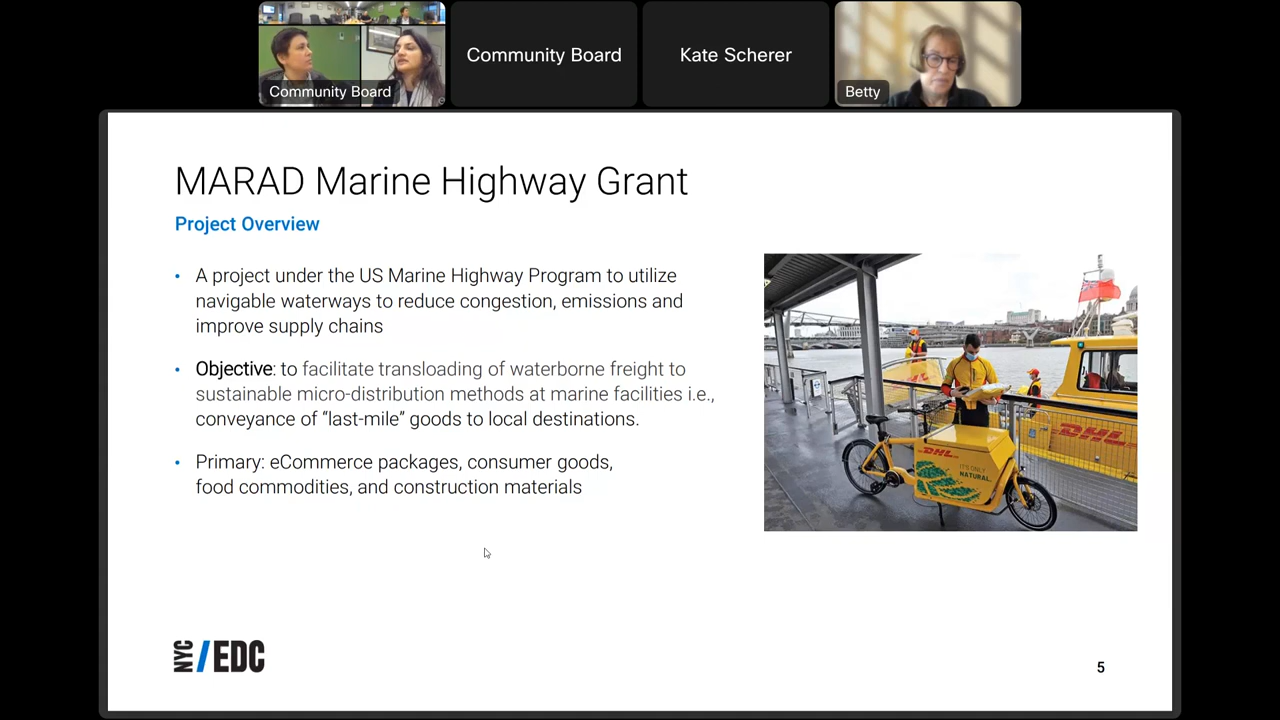 Community Board
Community Board
Kate Scherer
Betty
MARAD Marine Highway Grant
Project Overview
• A project under the US Marine Highway Program to utilize
navigable waterways to reduce congestion, emissions and
improve supply chains
• Objective: to facilitate transloading of waterborne freight to
sustainable micro-distribution methods at marine facilities i.e.,
conveyance of “last-mile” goods to local destinations.
• Primary: eCommerce packages, consumer goods,
food commodities, and construction materials
DHL
IT'S ONLY
NATURAL.
DHL
NYC / EDC
5